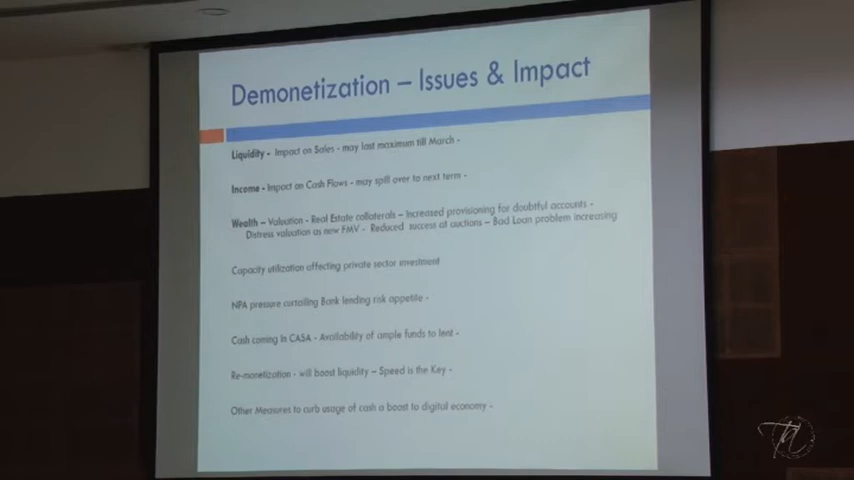 Demonetization – Issues & Impact
Liquidity - Impact on Sales - may last maximum till March -
Income - Impact on Cash Flows - may spill over to next term -
Wealth – Valuation - Real Estate collaterals – Increased provisioning for doubtful accounts -
Distress valuation as new FMV - Reduced success at auctions – Bad Loan problem increasing
Capacity utilization affecting private sector investment
NPA pressure curtailing Bank lending risk appetite -
Cash coming in CASA - Availability of ample funds to lent -
Re-monetization - will boost liquidity – Speed is the Key -
Other Measures to curb usage of cash a boost to digital economy -